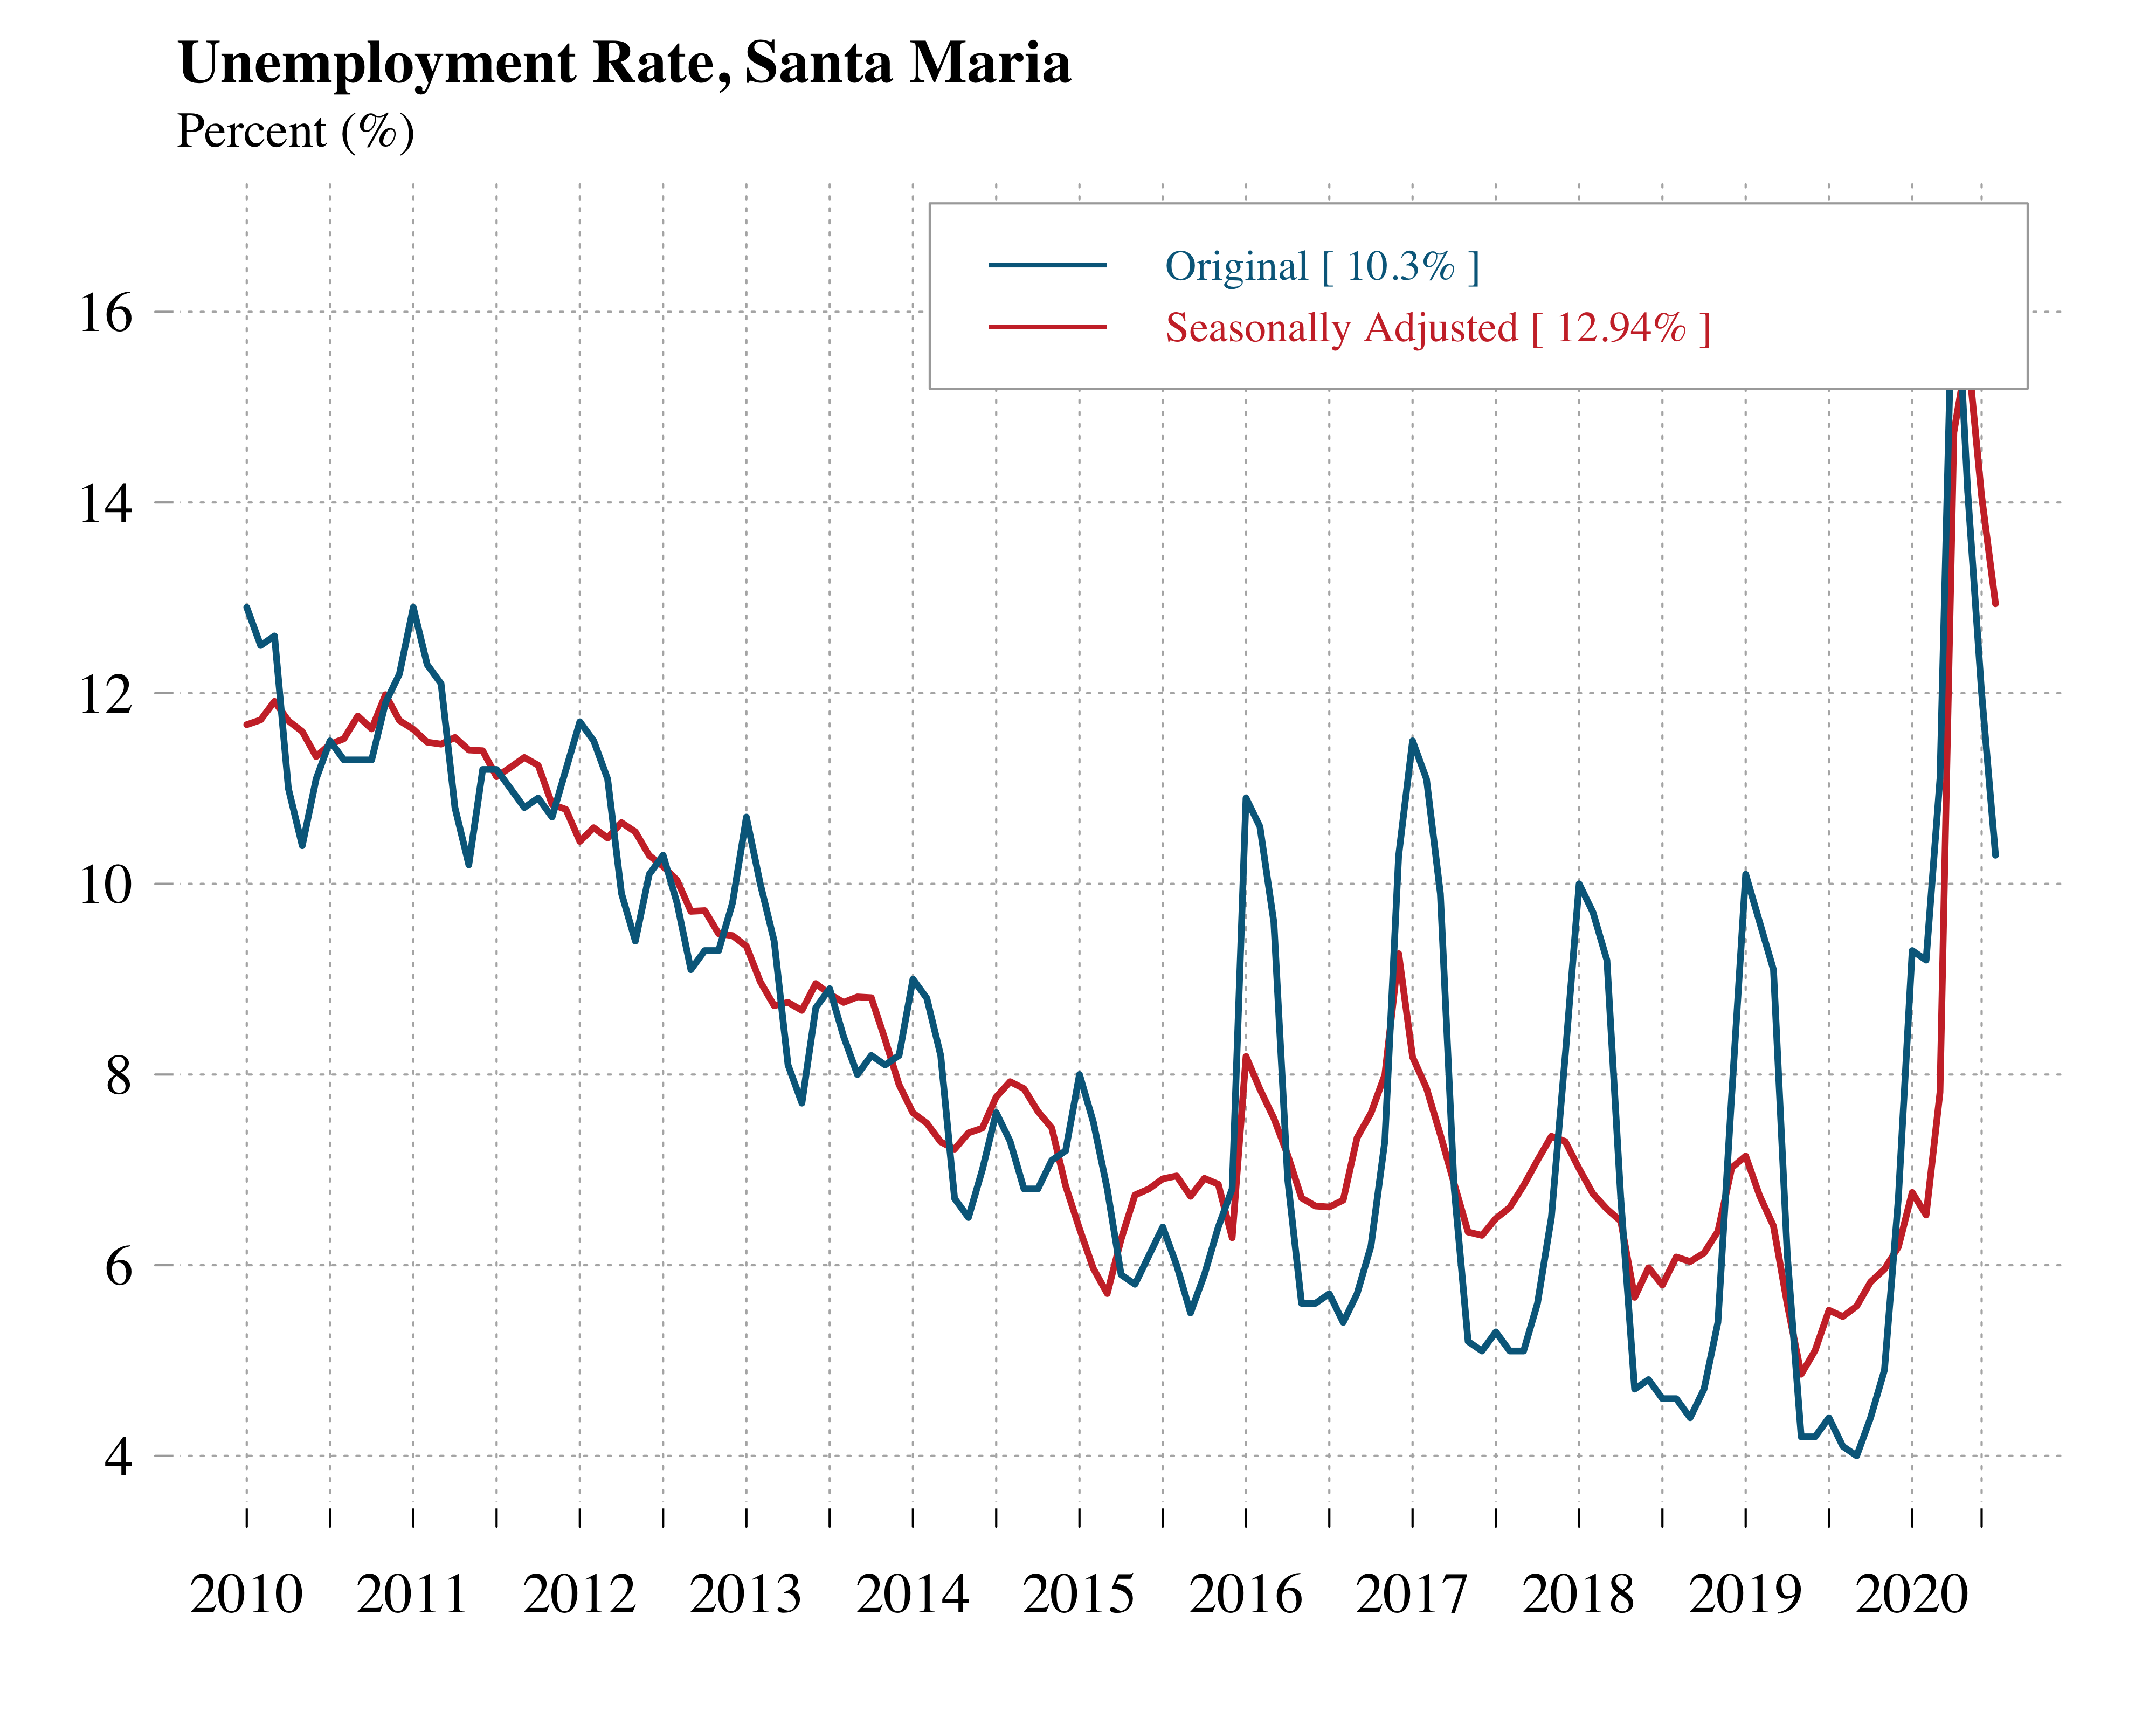 Unemployment Rate, Santa Maria
Percent (%)
Original [ 10.3% ]
Seasonally Adjusted [ 12.94% ]
16
14
12
10
8
6
4
2010 2011 2012 2013 2014 2015 2016 2017 2018 2019 2020